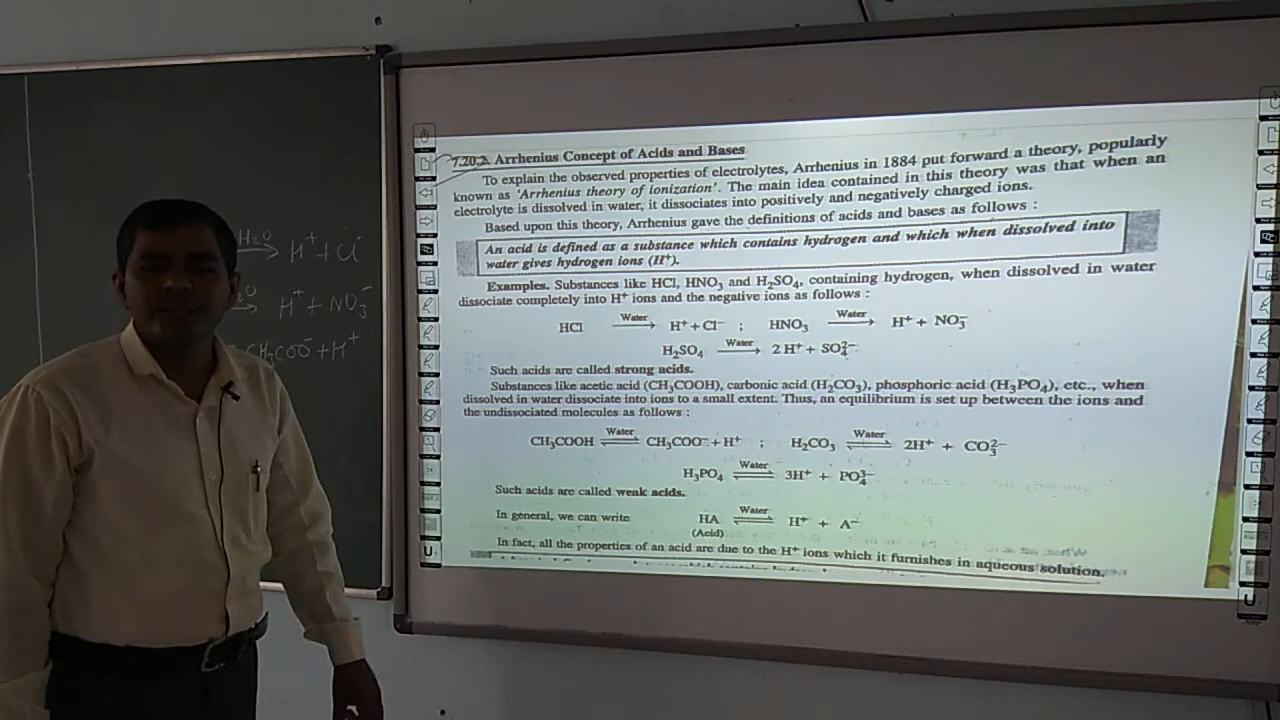 H2O → H⁺ + Cl⁻
→ H⁺ + NO3⁻
CH3COO⁻ + H⁺
7.20.2. Arrhenius Concept of Acids and Bases
To explain the observed properties of electrolytes, Arrhenius in 1884 put forward a theory, popularly
known as 'Arrhenius theory of ionization'. The main idea contained in this theory was that when an
electrolyte is dissolved in water, it dissociates into positively and negatively charged ions.
Based upon this theory, Arrhenius gave the definitions of acids and bases as follows :
An acid is defined as a substance which contains hydrogen and which when dissolved into
water gives hydrogen ions (H⁺).
Examples. Substances like HCl, HNO₃ and H₂SO₄, containing hydrogen, when dissolved in water
dissociate completely into H⁺ ions and the negative ions as follows :
HCl —Water→ H⁺ + Cl⁻ ; HNO₃ —Water→ H⁺ + NO₃⁻
H₂SO₄ —Water→ 2 H⁺ + SO₄²⁻.
Such acids are called strong acids.
Substances like acetic acid (CH₃COOH), carbonic acid (H₂CO₃), phosphoric acid (H₃PO₄), etc., when
dissolved in water dissociate into ions to a small extent. Thus, an equilibrium is set up between the ions and
the undissociated molecules as follows :
CH₃COOH ⇌ Water CH₃COO⁻ + H⁺ ; H₂CO₃ ⇌ Water 2H⁺ + CO₃²⁻
H₃PO₄ ⇌ Water 3H⁺ + PO₄³⁻
Such acids are called weak acids.
In general, we can write HA ⇌ Water H⁺ + A⁻
(Acid)
In fact, all the properties of an acid are due to the H⁺ ions which it furnishes in aqueous solution.